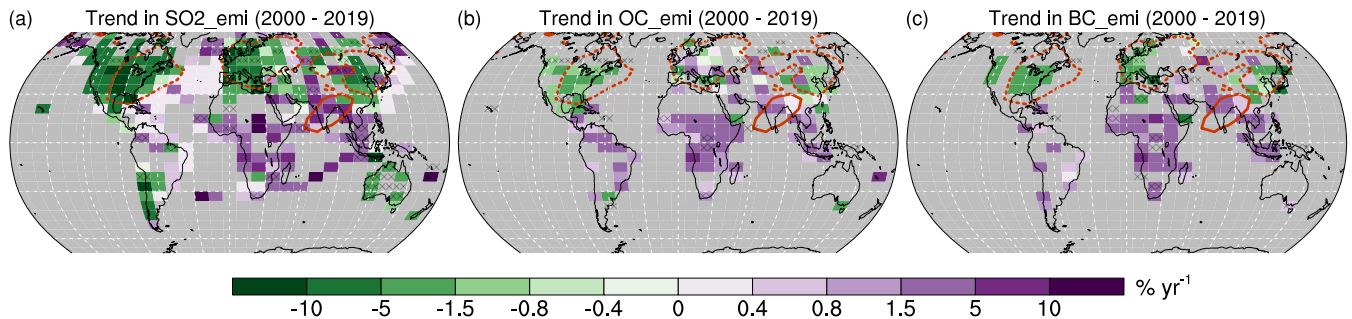 (a) Trend in SO2_emi (2000 - 2019)
(b) Trend in OC_emi (2000 - 2019)
(c) Trend in BC_emi (2000 - 2019)
-10 -5 -1.5 -0.8 -0.4 0 0.4 0.8 1.5 5 10 % yr-1